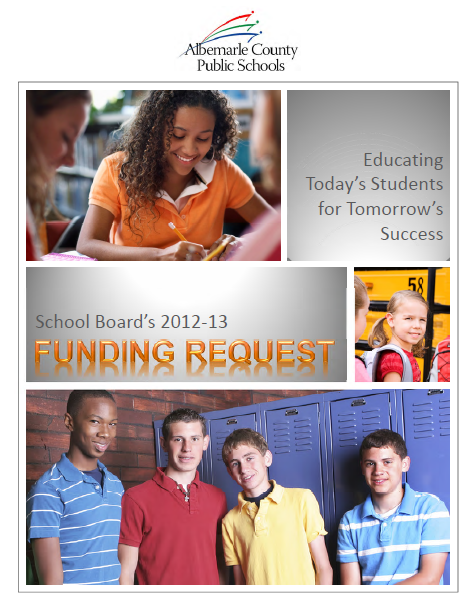 Albemarle County
Public Schools
Educating
Today's Students
for Tomorrow's
Success
58
School Board's 2012-13
FUNDING REQUEST